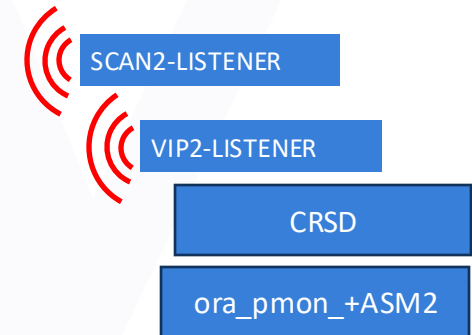 SCAN2-LISTENER
VIP2-LISTENER
CRSD
ora_pmon_+ASM2